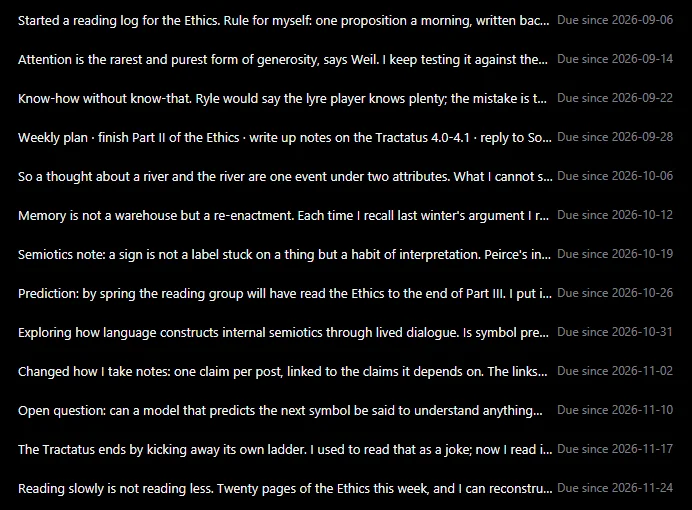 Started a reading log for the Ethics. Rule for myself: one proposition a morning, written bac... Due since 2026-09-06
Attention is the rarest and purest form of generosity, says Weil. I keep testing it against the... Due since 2026-09-14
Know-how without know-that. Ryle would say the lyre player knows plenty; the mistake is t... Due since 2026-09-22
Weekly plan · finish Part II of the Ethics · write up notes on the Tractatus 4.0-4.1 · reply to So... Due since 2026-09-28
So a thought about a river and the river are one event under two attributes. What I cannot s... Due since 2026-10-06
Memory is not a warehouse but a re-enactment. Each time I recall last winter's argument I r... Due since 2026-10-12
Semiotics note: a sign is not a label stuck on a thing but a habit of interpretation. Peirce's in... Due since 2026-10-19
Prediction: by spring the reading group will have read the Ethics to the end of Part III. I put i... Due since 2026-10-26
Exploring how language constructs internal semiotics through lived dialogue. Is symbol pre... Due since 2026-10-31
Changed how I take notes: one claim per post, linked to the claims it depends on. The links... Due since 2026-11-02
Open question: can a model that predicts the next symbol be said to understand anything... Due since 2026-11-10
The Tractatus ends by kicking away its own ladder. I used to read that as a joke; now I read i... Due since 2026-11-17
Reading slowly is not reading less. Twenty pages of the Ethics this week, and I can reconstru... Due since 2026-11-24